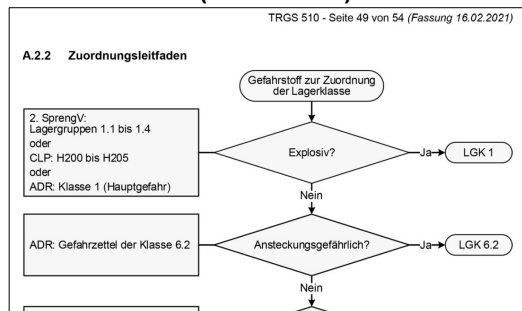 TRGS 510 - Seite 49 von 54 (Fassung 16.02.2021)
A.2.2 Zuordnungsleitfaden
Gefahrstoff zur Zuordnung
der Lagerklasse
2. SprengV:
Lagergruppen 1.1 bis 1.4
oder
CLP: H200 bis H205
oder
ADR: Klasse 1 (Hauptgefahr)
Explosiv?
Ja
LGK 1
Nein
ADR: Gefahrzettel der Klasse 6.2
Ansteckungsgefährlich?
Ja
LGK 6.2
Nein